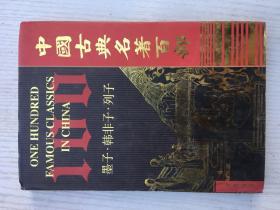 中國古典名著百部
ONE HUNDRED
FAMOUS CLASSICS
IN CHINA
100
墨子·韩非子·列子